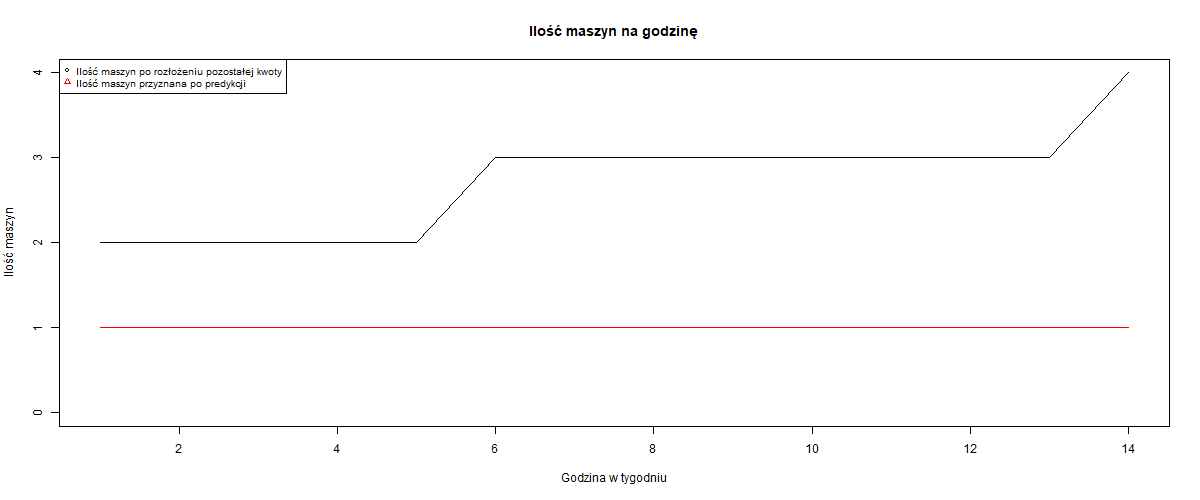 Ilość maszyn na godzinę
Ilość maszyn po rozłożeniu pozostałej kwoty
Ilość maszyn przyznana po predykcji
Ilość maszyn
4
3
2
1
0
2 4 6 8 10 12 14
Godzina w tygodniu